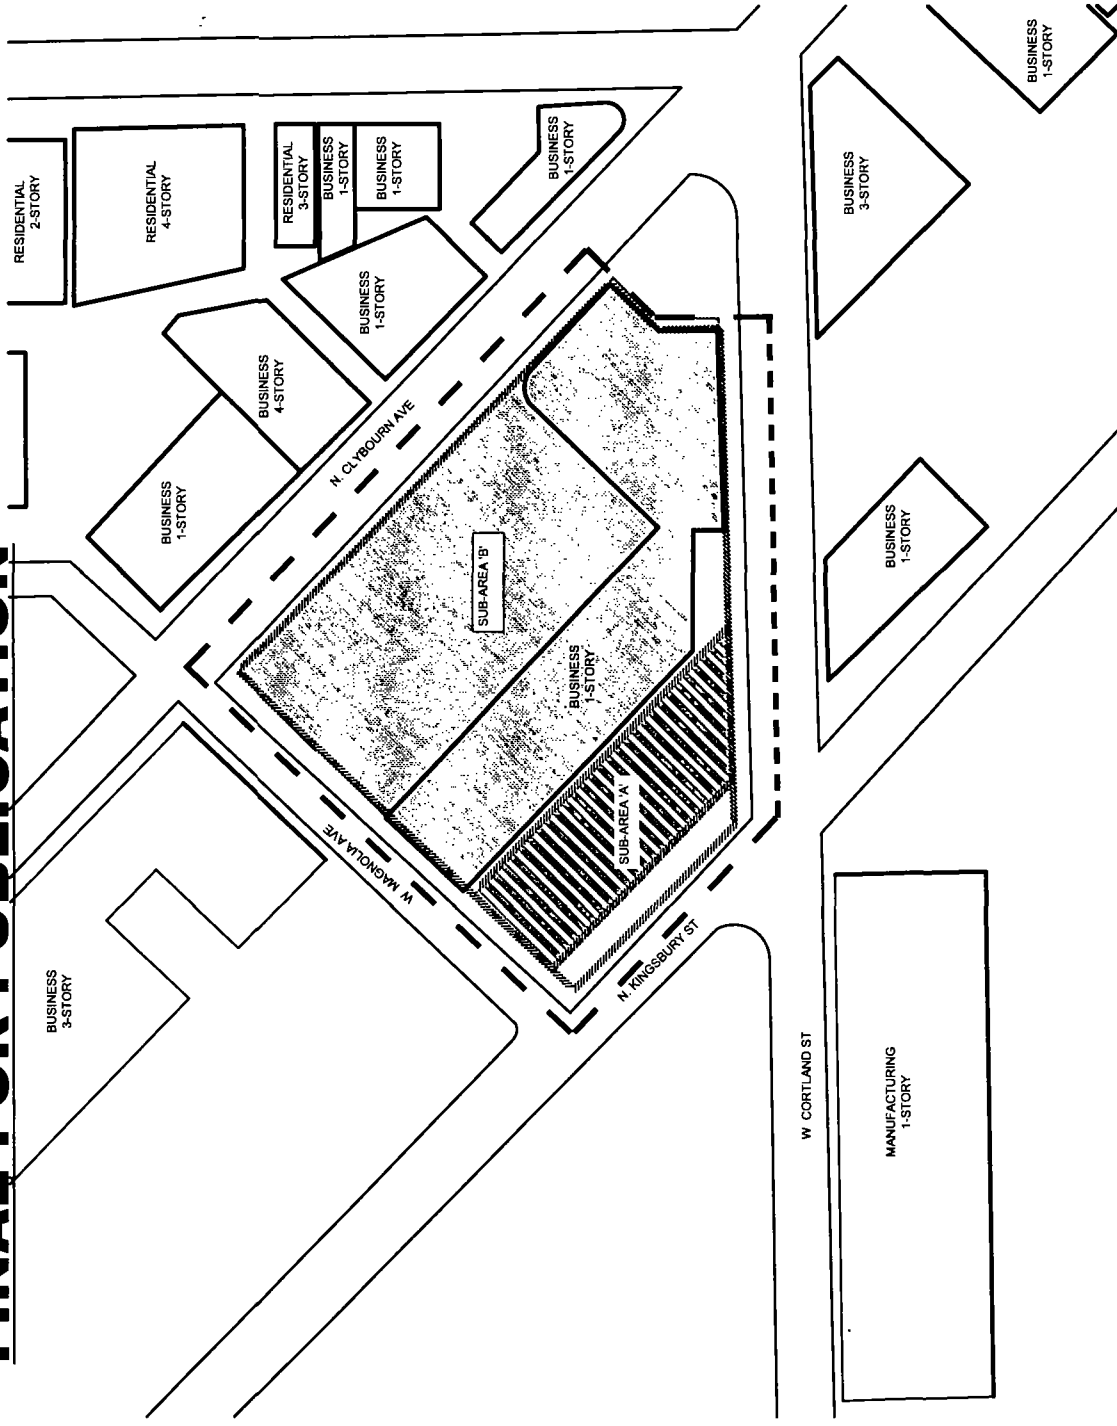 FINAL FOR PUBLICATION
RESIDENTIAL
2-STORY
BUSINESS
3-STORY
RESIDENTIAL
4-STORY
BUSINESS
1-STORY
BUSINESS
4-STORY
RESIDENTIAL
3-STORY
BUSINESS
1-STORY
BUSINESS
1-STORY
BUSINESS
1-STORY
W MAGNOLIA AVE
N. CLYBOURN AVE
SUB-AREA 'B'
BUSINESS
1-STORY
BUSINESS
1-STORY
SUB-AREA 'A'
N. KINGSBURY ST
W CORTLAND ST
BUSINESS
3-STORY
MANUFACTURING
1-STORY
BUSINESS
1-STORY
BUSINESS
1-STORY